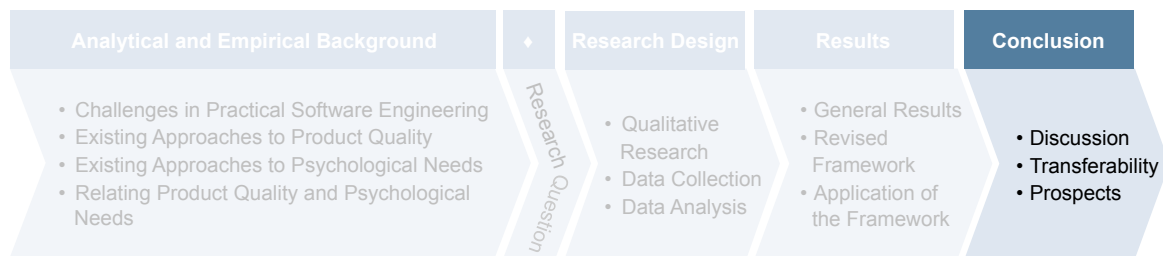 Analytical and Empirical Background
• Challenges in Practical Software Engineering
• Existing Approaches to Product Quality
• Existing Approaches to Psychological Needs
• Relating Product Quality and Psychological
Needs
♦
Research Question
Research Design
• Qualitative
Research
• Data Collection
• Data Analysis
Results
• General Results
• Revised
Framework
• Application of
the Framework
Conclusion
• Discussion
• Transferability
• Prospects